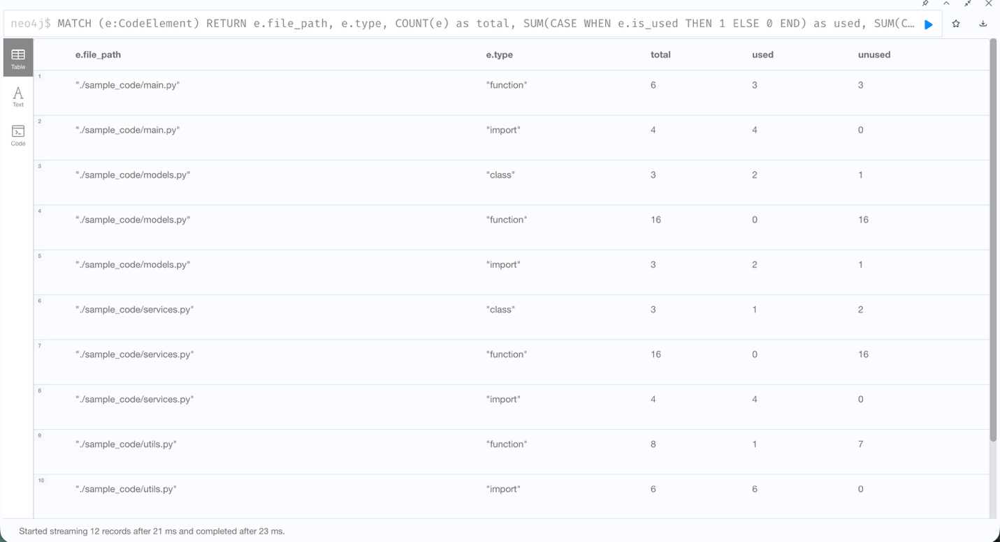 neo4j$ MATCH (e:CodeElement) RETURN e.file_path, e.type, COUNT(e) as total, SUM(CASE WHEN e.is_used THEN 1 ELSE 0 END) as used, SUM(C…
Table
Text
Code
e.file_path e.type total used unused
1
"./sample_code/main.py" "function" 6 3 3
2
"./sample_code/main.py" "import" 4 4 0
3
"./sample_code/models.py" "class" 3 2 1
4
"./sample_code/models.py" "function" 16 0 16
5
"./sample_code/models.py" "import" 3 2 1
6
"./sample_code/services.py" "class" 3 1 2
7
"./sample_code/services.py" "function" 16 0 16
8
"./sample_code/services.py" "import" 4 4 0
9
"./sample_code/utils.py" "function" 8 1 7
10
"./sample_code/utils.py" "import" 6 6 0
Started streaming 12 records after 21 ms and completed after 23 ms.